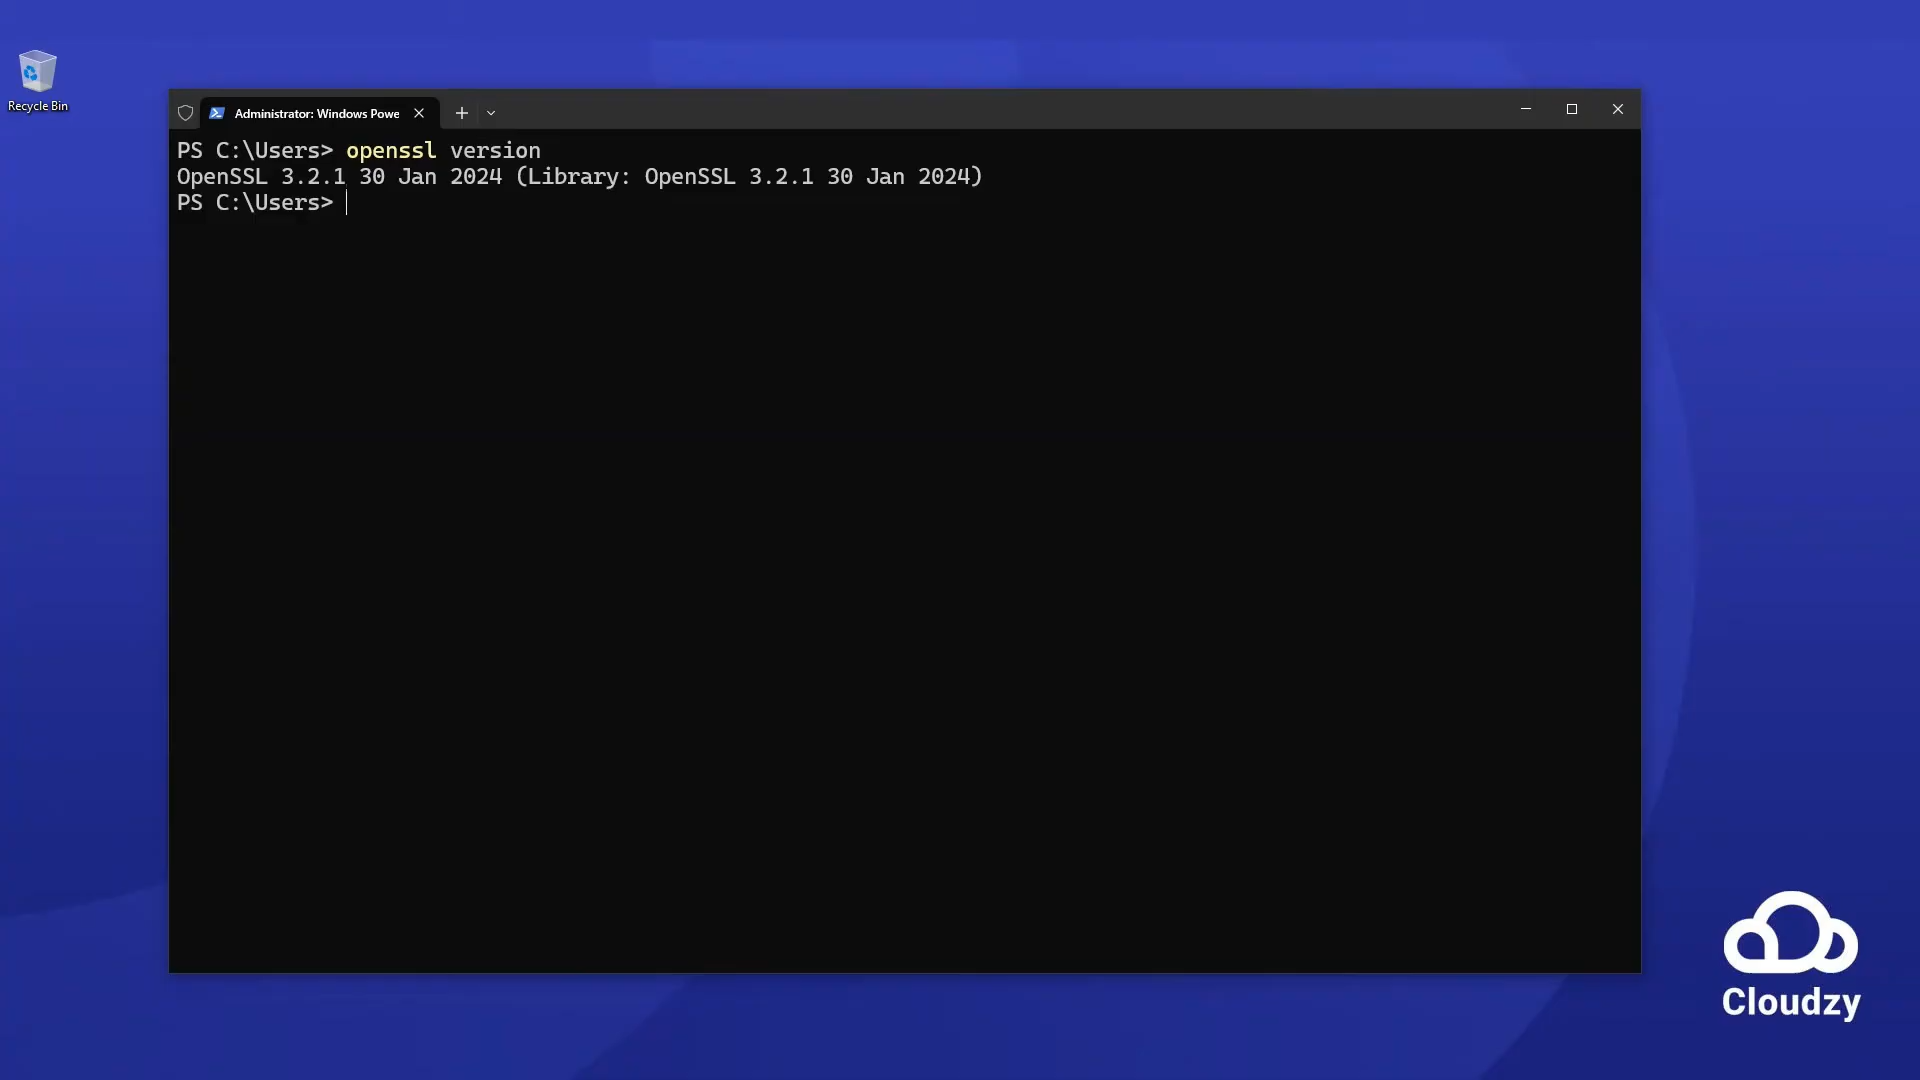 Recycle Bin
Administrator: Windows Powe
PS C:\Users> openssl version
OpenSSL 3.2.1 30 Jan 2024 (Library: OpenSSL 3.2.1 30 Jan 2024)
PS C:\Users>
Cloudzy